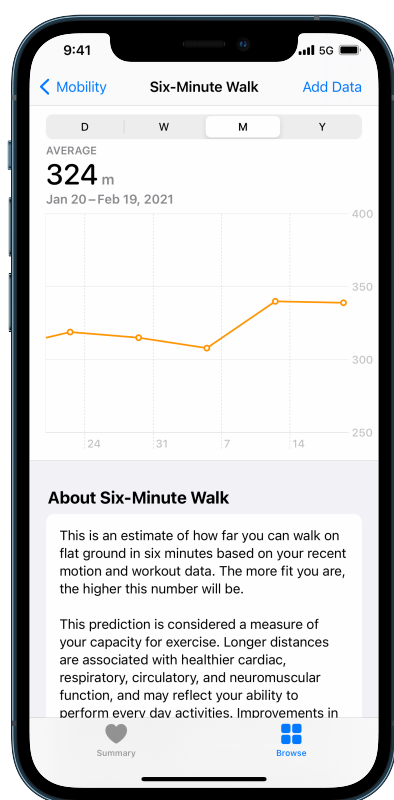 9:41 5G
Mobility Six-Minute Walk Add Data
D W M Y
AVERAGE
324 m
Jan 20–Feb 19, 2021
400
350
300
250
24 31 7 14
About Six-Minute Walk
This is an estimate of how far you can walk on
flat ground in six minutes based on your recent
motion and workout data. The more fit you are,
the higher this number will be.
This prediction is considered a measure of
your capacity for exercise. Longer distances
are associated with healthier cardiac,
respiratory, circulatory, and neuromuscular
function, and may reflect your ability to
perform every day activities. Improvements in
Summary Browse